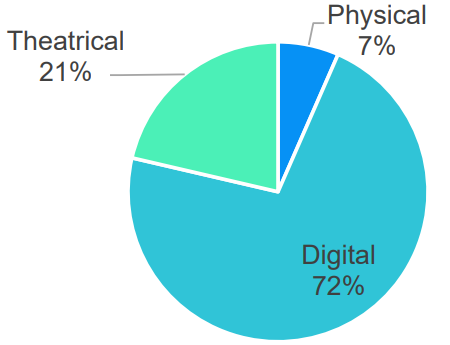 Physical
7%
Theatrical
21%
Digital
72%